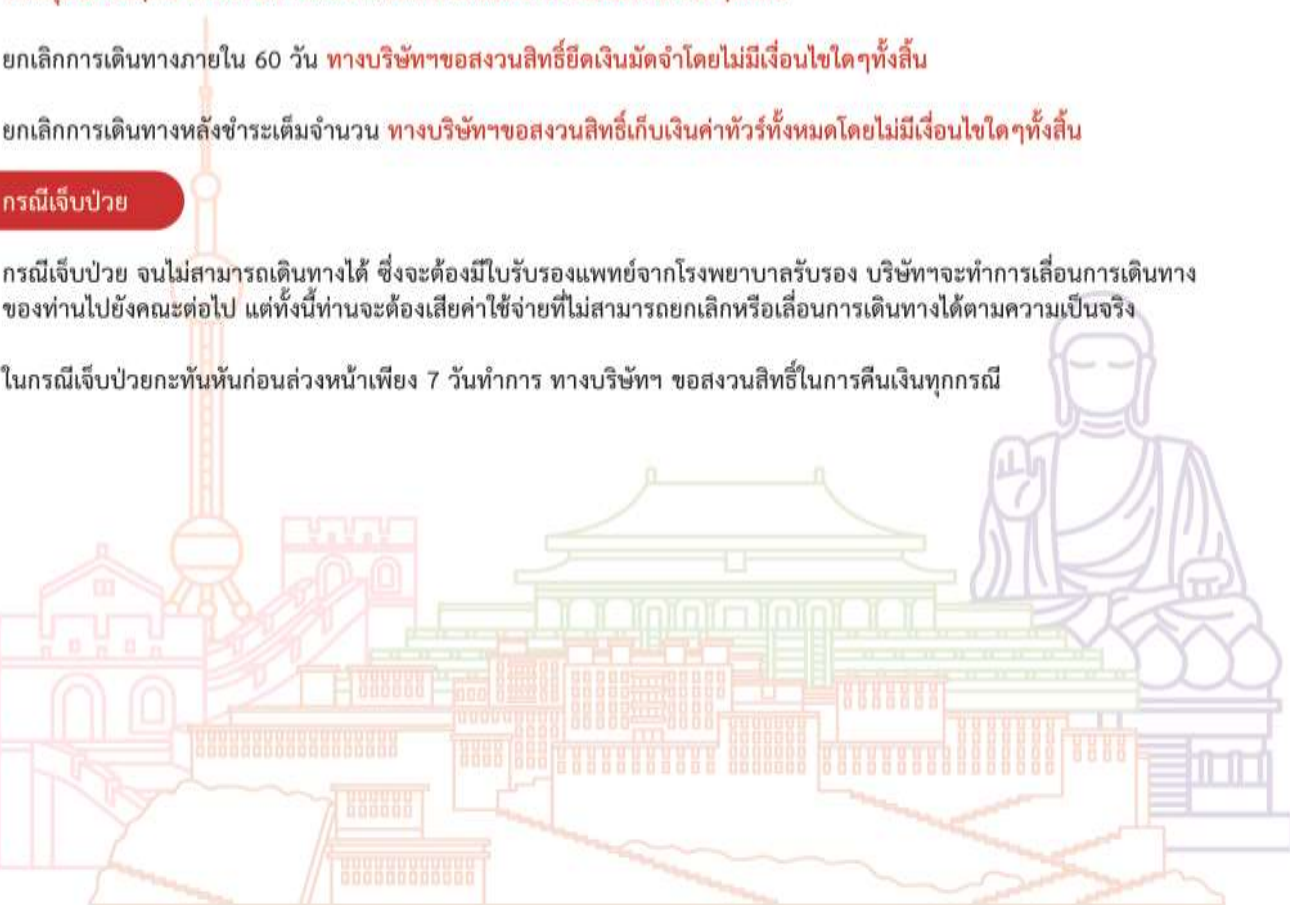 ยกเลิกการเดินทางภายใน 60 วัน ทางบริษัทฯขอสงวนสิทธิ์ยึดเงินมัดจำโดยไม่มีเงื่อนไขใดๆทั้งสิ้น
ยกเลิกการเดินทางหลังชำระเต็มจำนวน ทางบริษัทฯขอสงวนสิทธิ์เก็บเงินค่าทัวร์ทั้งหมดโดยไม่มีเงื่อนไขใดๆทั้งสิ้น
กรณีเจ็บป่วย
กรณีเจ็บป่วย จนไม่สามารถเดินทางได้ ซึ่งจะต้องมีใบรับรองแพทย์จากโรงพยาบาลรับรอง บริษัทฯจะทำการเลื่อนการเดินทาง
ของท่านไปยังคณะต่อไป แต่ทั้งนี้ท่านจะต้องเสียค่าใช้จ่ายที่ไม่สามารถยกเลิกหรือเลื่อนการเดินทางได้ตามความเป็นจริง
ในกรณีเจ็บป่วยกะทันหันก่อนล่วงหน้าเพียง 7 วันทำการ ทางบริษัทฯ ขอสงวนสิทธิ์ในการคืนเงินทุกกรณี